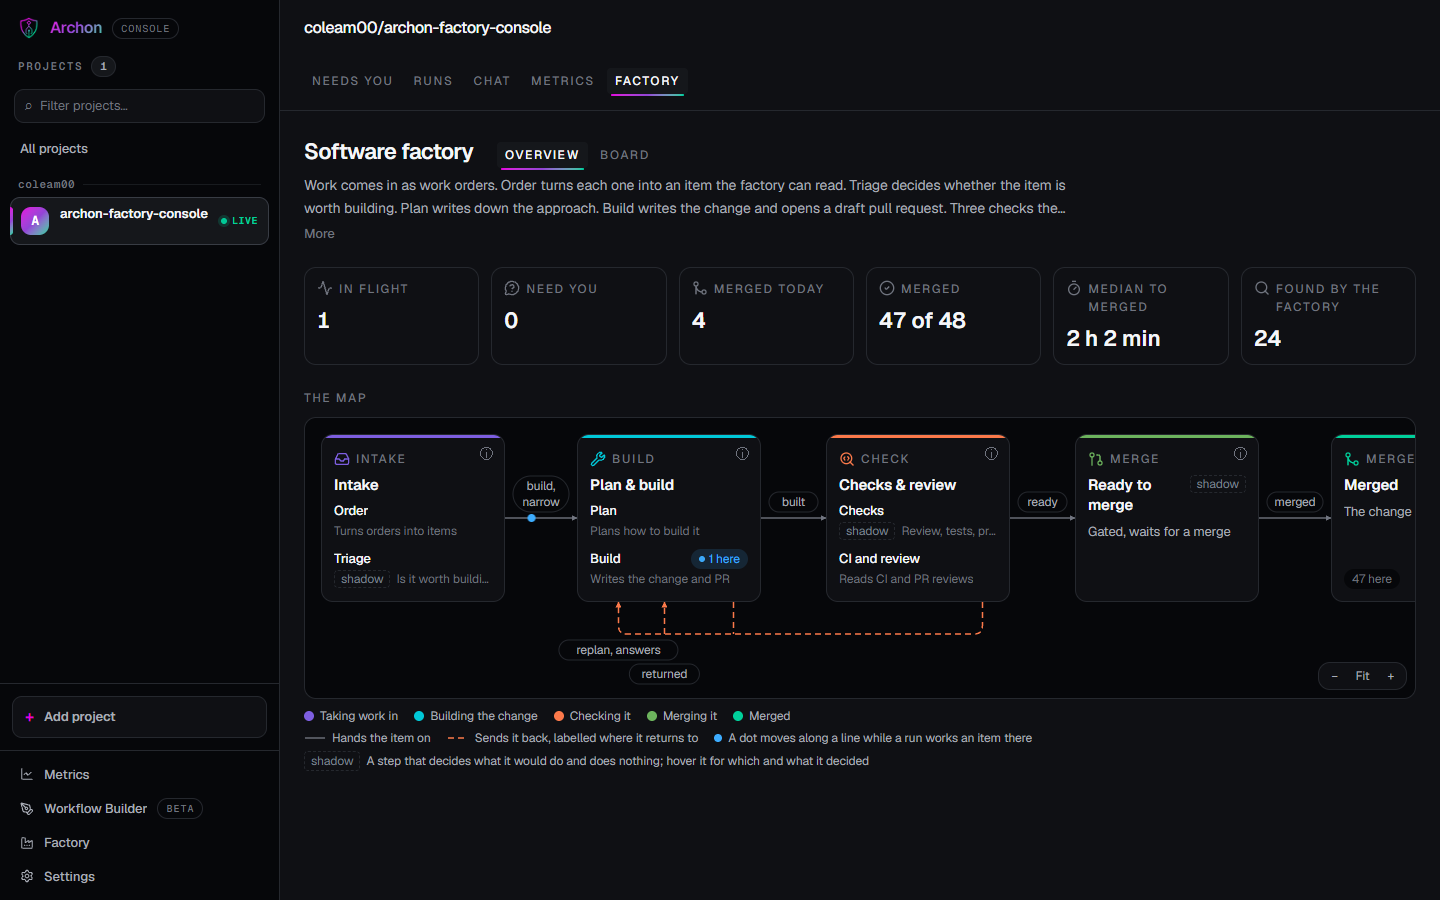 Archon CONSOLE
PROJECTS 1
Filter projects...
All projects
coleam00
A archon-factory-console LIVE
+ Add project
Metrics
Workflow Builder BETA
Factory
Settings
coleam00/archon-factory-console
NEEDS YOU RUNS CHAT METRICS FACTORY
Software factory OVERVIEW BOARD
Work comes in as work orders. Order turns each one into an item the factory can read. Triage decides whether the item is
worth building. Plan writes down the approach. Build writes the change and opens a draft pull request. Three checks the...
More
IN FLIGHT
1
NEED YOU
0
MERGED TODAY
4
MERGED
47 of 48
MEDIAN TO
MERGED
2 h 2 min
FOUND BY THE
FACTORY
24
THE MAP
INTAKE
Intake
Order
Turns orders into items
Triage
shadow Is it worth buildi...
build,
narrow
BUILD
Plan & build
Plan
Plans how to build it
Build 1 here
Writes the change and PR
built
CHECK
Checks & review
Checks
shadow Review, tests, pr...
CI and review
Reads CI and PR reviews
ready
MERGE
Ready to
merge
shadow
Gated, waits for a merge
merged
MERGE
Merged
The change
47 here
replan, answers
returned
− Fit +
Taking work in Building the change Checking it Merging it Merged
Hands the item on Sends it back, labelled where it returns to A dot moves along a line while a run works an item there
shadow A step that decides what it would do and does nothing; hover it for which and what it decided